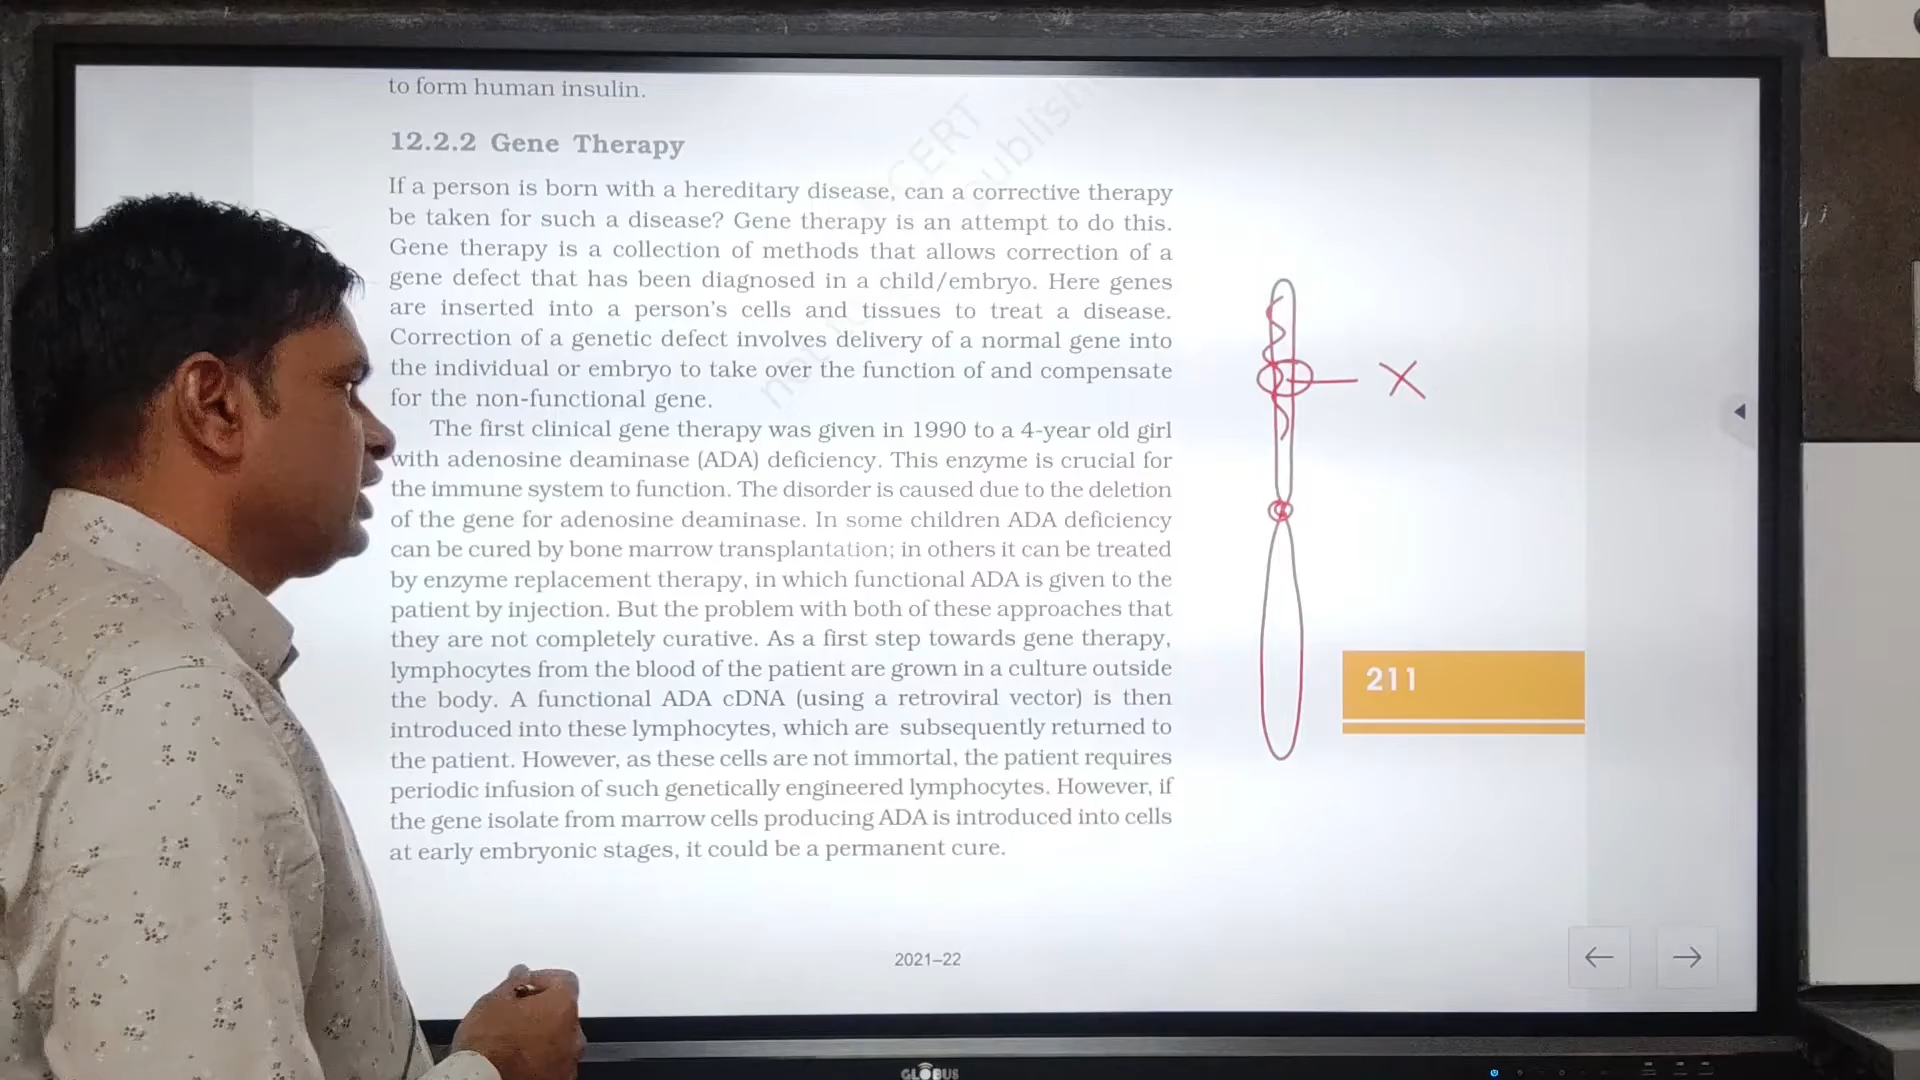 to form human insulin.
12.2.2 Gene Therapy
If a person is born with a hereditary disease, can a corrective therapy
be taken for such a disease? Gene therapy is an attempt to do this.
Gene therapy is a collection of methods that allows correction of a
gene defect that has been diagnosed in a child/embryo. Here genes
are inserted into a person's cells and tissues to treat a disease.
Correction of a genetic defect involves delivery of a normal gene into
the individual or embryo to take over the function of and compensate
for the non-functional gene.
The first clinical gene therapy was given in 1990 to a 4-year old girl
with adenosine deaminase (ADA) deficiency. This enzyme is crucial for
the immune system to function. The disorder is caused due to the deletion
of the gene for adenosine deaminase. In some children ADA deficiency
can be cured by bone marrow transplantation; in others it can be treated
by enzyme replacement therapy, in which functional ADA is given to the
patient by injection. But the problem with both of these approaches that
they are not completely curative. As a first step towards gene therapy,
lymphocytes from the blood of the patient are grown in a culture outside
the body. A functional ADA cDNA (using a retroviral vector) is then
introduced into these lymphocytes, which are subsequently returned to
the patient. However, as these cells are not immortal, the patient requires
periodic infusion of such genetically engineered lymphocytes. However, if
the gene isolate from marrow cells producing ADA is introduced into cells
at early embryonic stages, it could be a permanent cure.
X
211
2021–22
GLOBUS